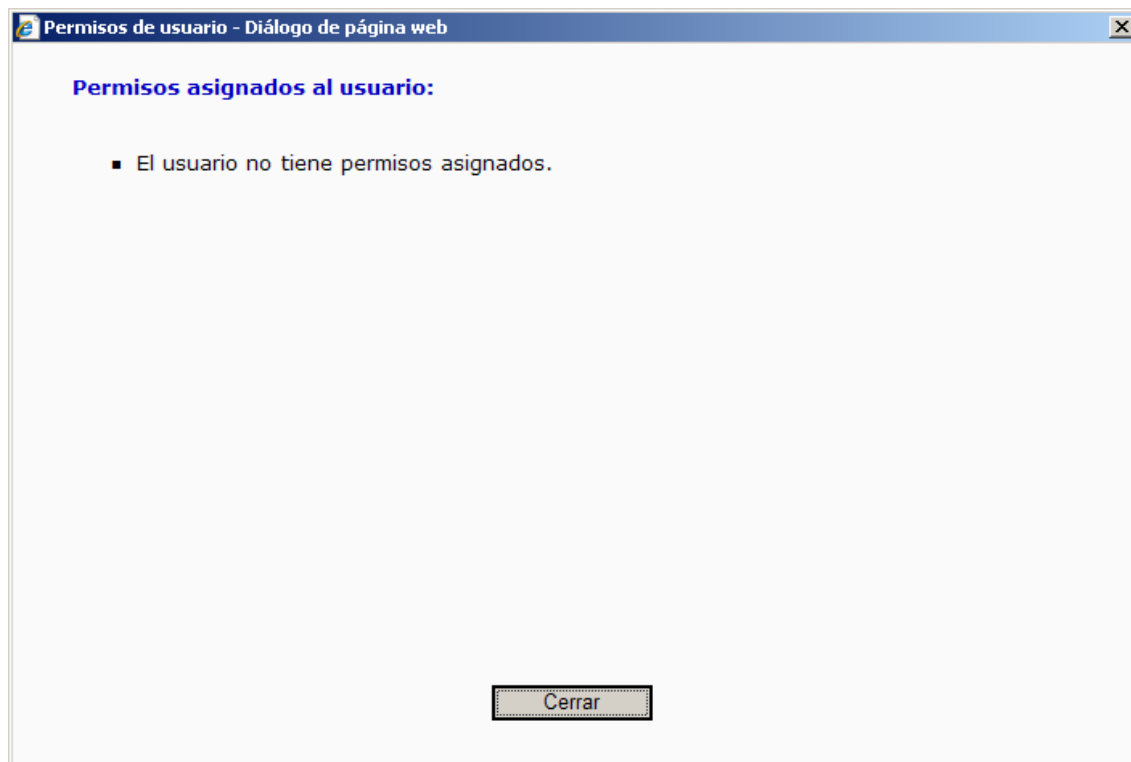 Permisos de usuario - Diálogo de página web
Permisos asignados al usuario:
El usuario no tiene permisos asignados.
Cerrar